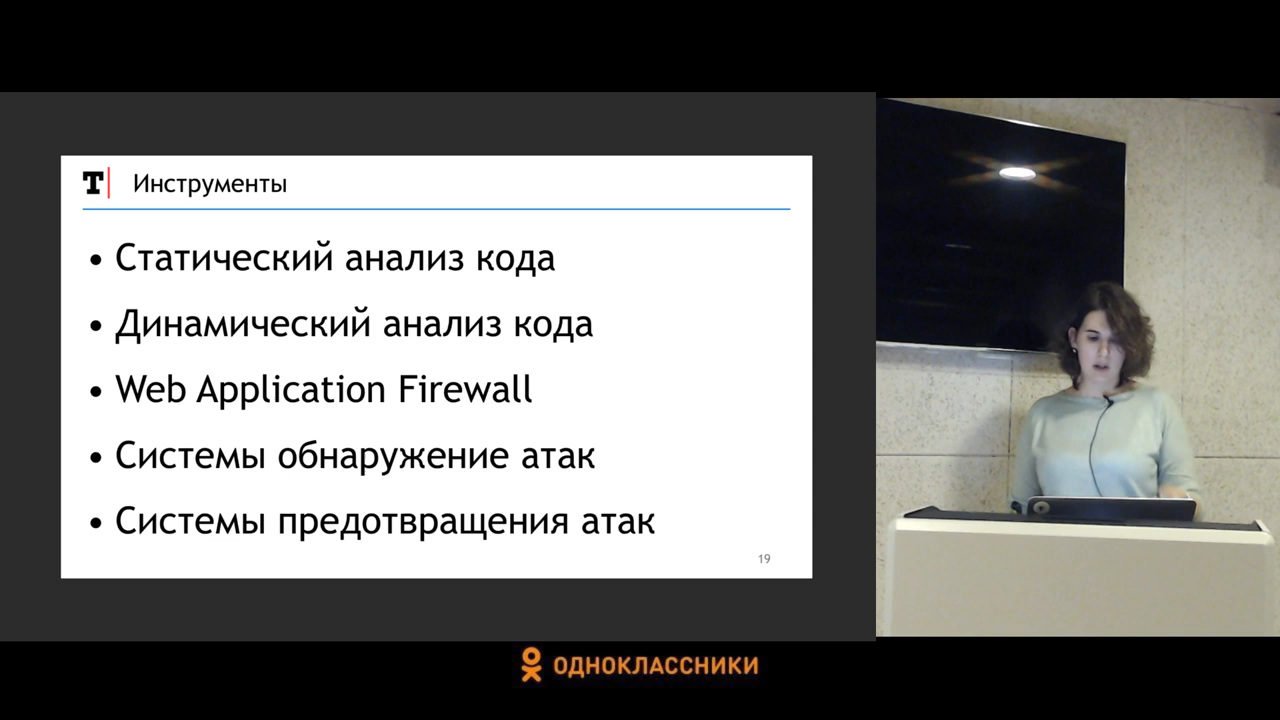 T
Инструменты
• Статический анализ кода
• Динамический анализ кода
• Web Application Firewall
• Системы обнаружение атак
• Системы предотвращения атак
19
ОДНОКЛАССНИКИ